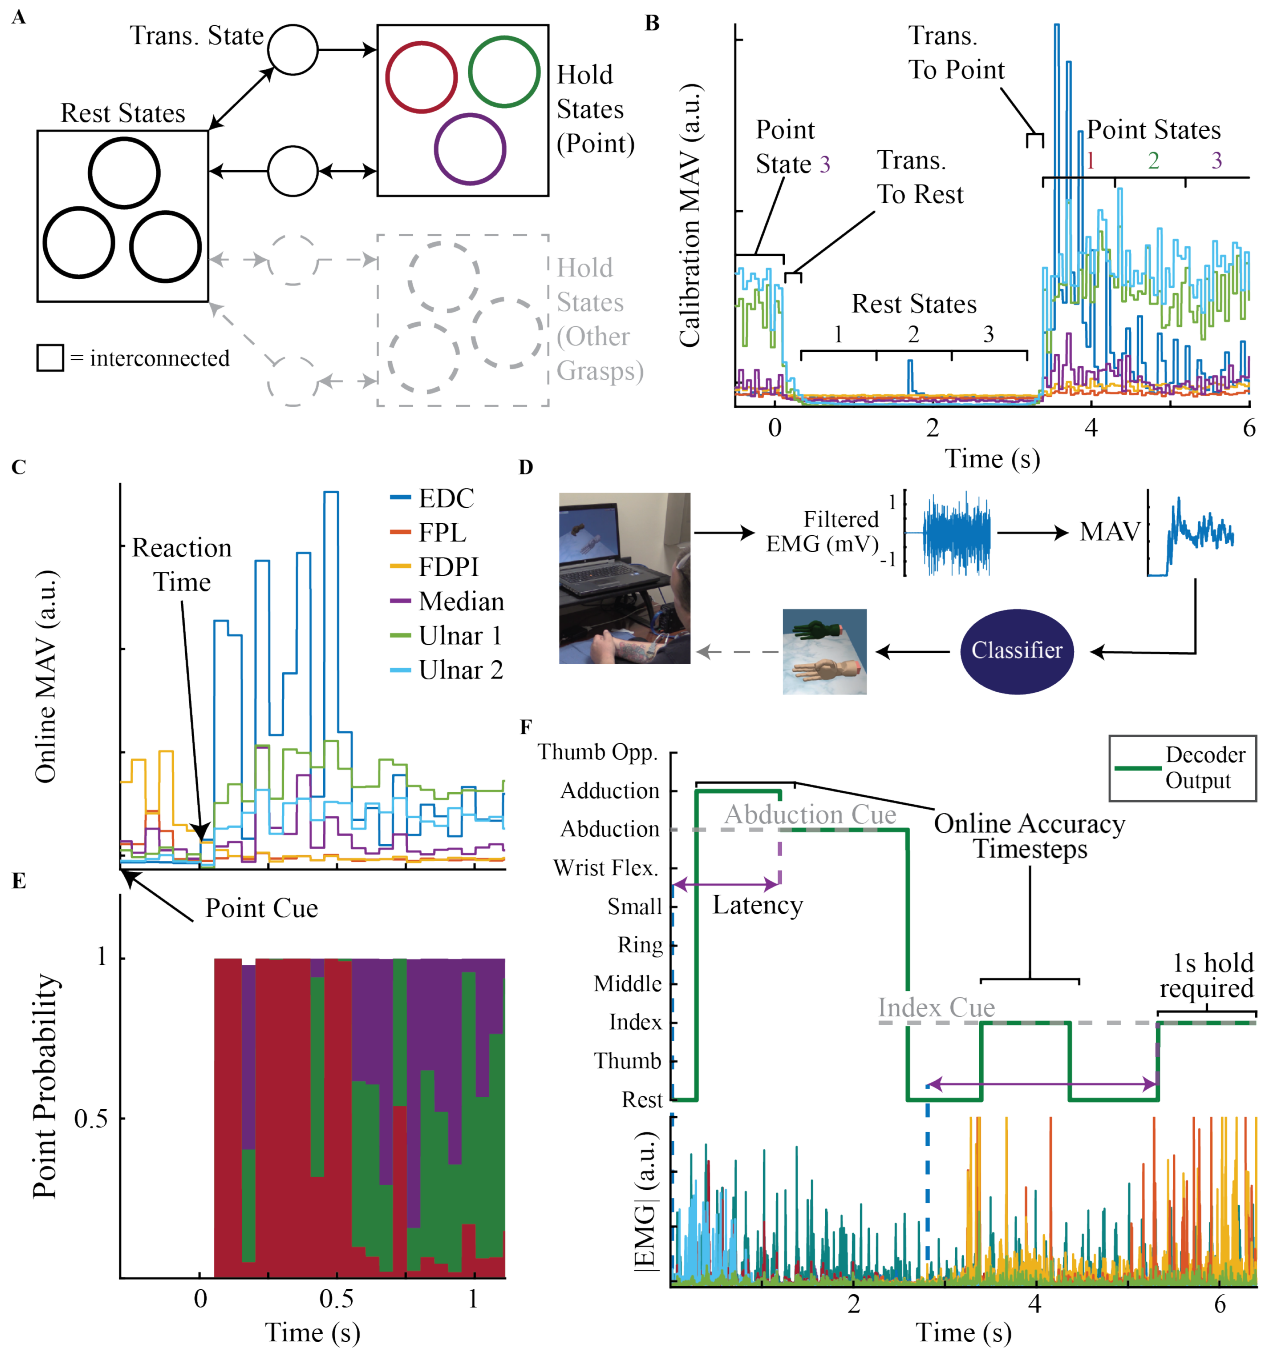 A
Trans. State
Rest States
Hold
States
(Point)
Hold
States
(Other
Grasps)
= interconnected
B
Calibration MAV (a.u.)
Trans.
To Point
Point
State 3
Trans.
To Rest
Point States
1 2 3
Rest States
1 2 3
0 2 4 6
Time (s)
C
Online MAV (a.u.)
Reaction
Time
EDC
FPL
FDPI
Median
Ulnar 1
Ulnar 2
Point Cue
D
Filtered
EMG (mV)
1
-1
MAV
Classifier
E
Point Probability
1
0.5
0 0.5 1
Time (s)
F
Thumb Opp.
Adduction
Abduction
Wrist Flex.
Small
Ring
Middle
Index
Thumb
Rest
Decoder
Output
Abduction Cue
Online Accuracy
Timesteps
Latency
Index Cue
1s hold
required
|EMG| (a.u.)
2 4 6
Time (s)